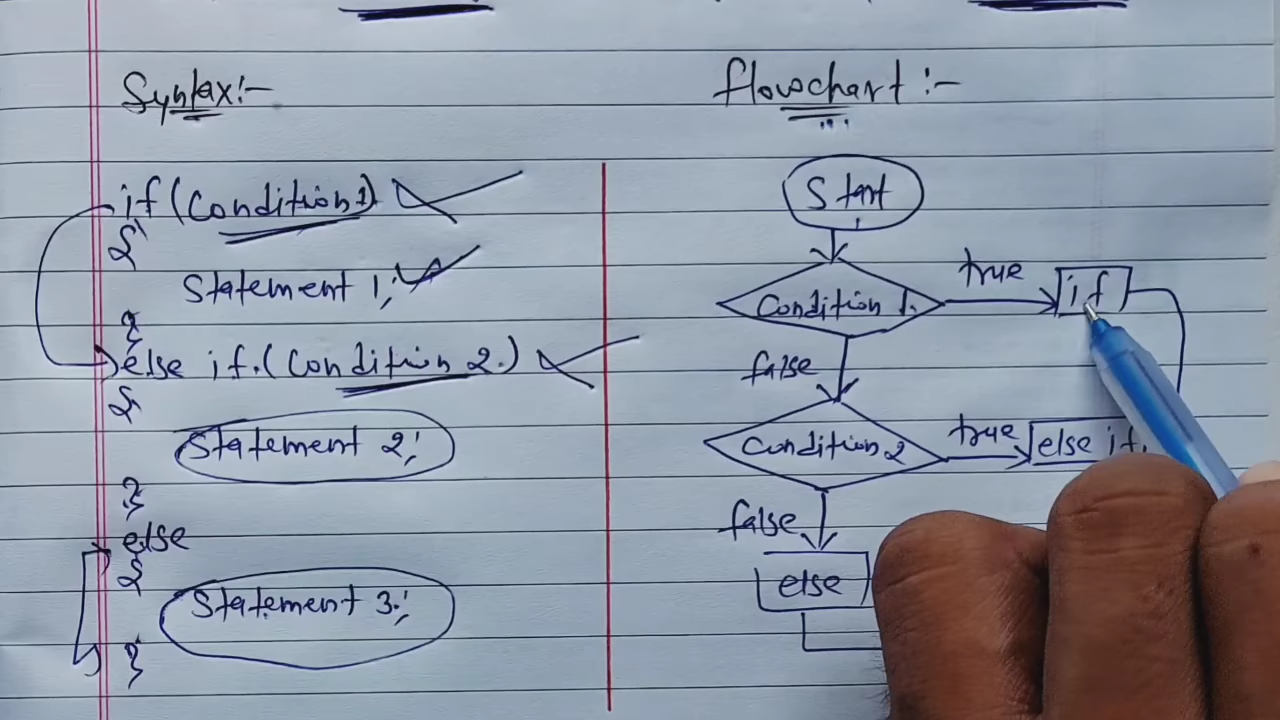 Syntax:-
if (Condition 1)
{
Statement 1;
}
else if.(Condition 2.)
{
Statement 2;
}
else
{
Statement 3.;
}
flowchart :-
Start
Condition 1.
true
if
false
Condition 2
true
else if.
false
else